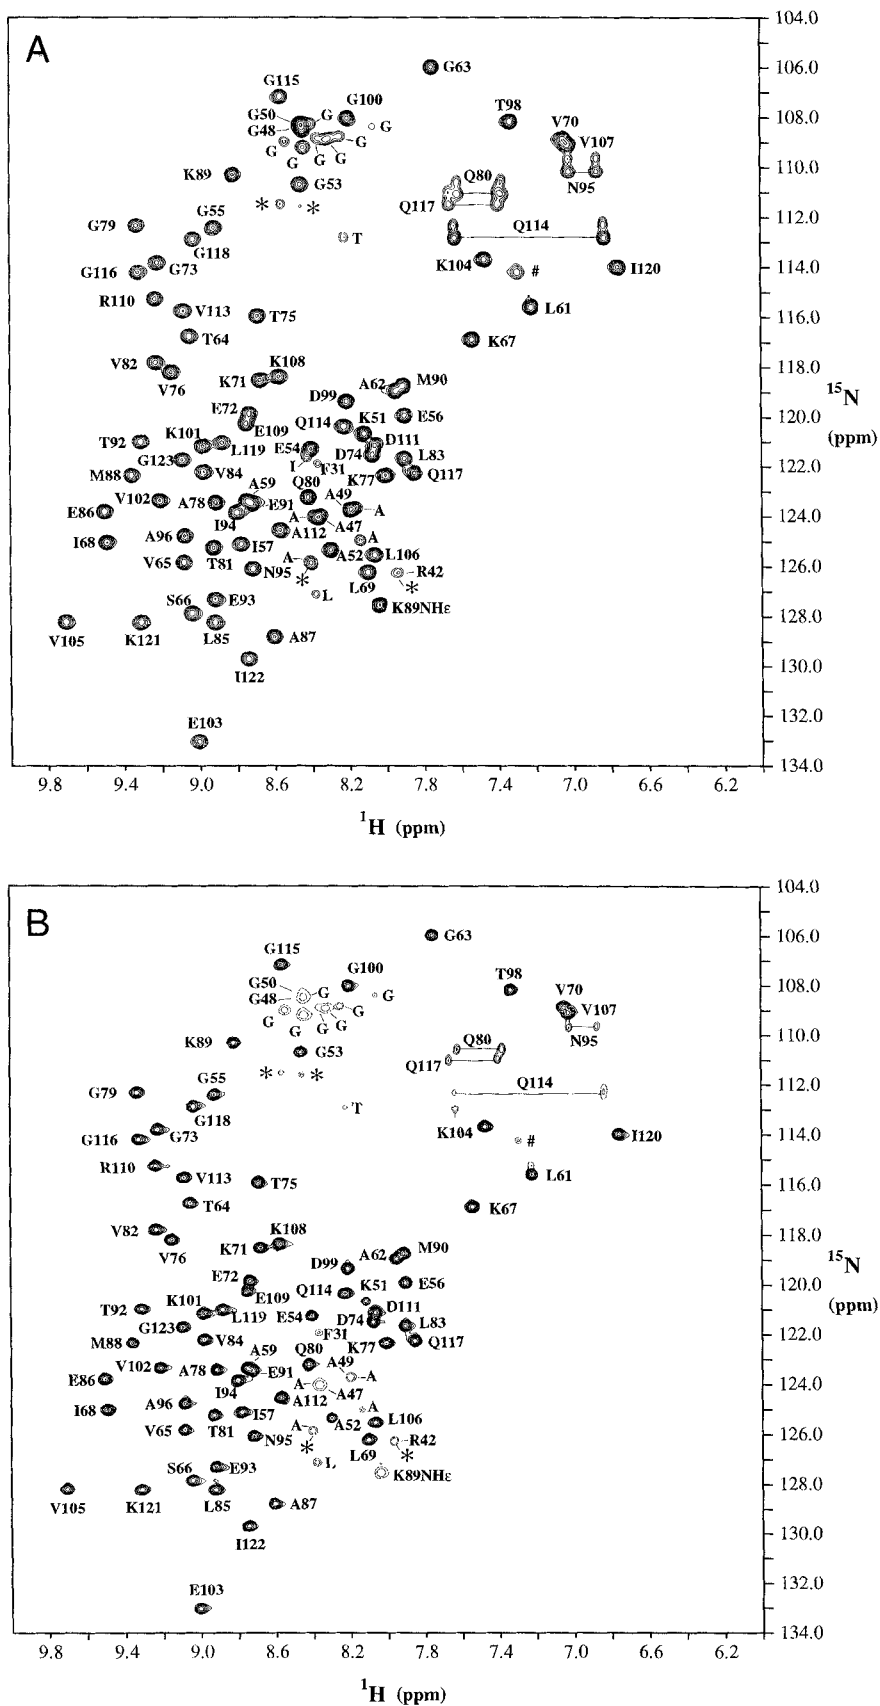 A
104.0
G63
106.0
G115
G50
G
G100
G48
G
T98
V70
108.0
V107
G
G
G
G
K89
G53
Q80
N95
110.0
* *
Q117
G79
G55
112.0
T
Q114
G118
K104
#
I120
G116
G73
114.0
R110
V113
T75
L61
116.0
T64
K67
V82
K108
118.0
V76
K71
A62
M90
15N
(ppm)
D99
E72
K51
E56
120.0
E109
Q114
D111
T92
K101
L119
E54
D74
L83
G123
I
F31
122.0
M88
V84
A59
Q80
K77
Q117
V102
A78
E91
A49
A
E86
I94
A
A47
124.0
A96
A112
A
I68
I57
A
A52
L106
V65
T81
N95
*
L69
R42
*
126.0
S66
E93
L
K89NHε
V105
K121
L85
A87
128.0
I122
130.0
E103
132.0
134.0
9.8 9.4 9.0 8.6 8.2 7.8 7.4 7.0 6.6 6.2
1H (ppm)
B
104.0
G63
106.0
G115
G50
G
G100
G48
G
T98
V70
108.0
V107
G
G
G
G
K89
G53
Q80
N95
110.0
* *
Q117
G79
G55
Q114
112.0
T
G118
K104
#
I120
G116
G73
114.0
R110
V113
T75
L61
116.0
T64
K67
V82
K108
118.0
V76
K71
A62
M90
15N
(ppm)
D99
E72
K51
E56
120.0
E109
Q114
D111
T92
K101
L119
E54
D74
L83
G123
F31
122.0
M88
V84
A59
Q80
K77
Q117
V102
A78
E91
A49
A
E86
I94
A
A47
124.0
A96
A112
A
I68
I57
A
A52
L106
V65
T81
N95
*
L69
R42
*
126.0
S66
E93
L
K89NHε
V105
K121
L85
A87
128.0
I122
130.0
E103
132.0
134.0
9.8 9.4 9.0 8.6 8.2 7.8 7.4 7.0 6.6 6.2
1H (ppm)